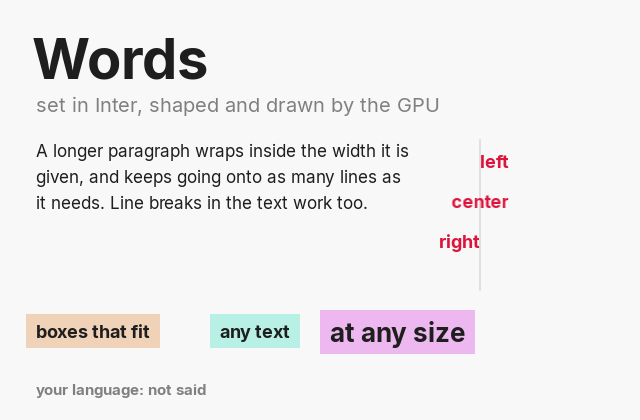 Words
set in Inter, shaped and drawn by the GPU
A longer paragraph wraps inside the width it is
given, and keeps going onto as many lines as
it needs. Line breaks in the text work too.
left
center
right
boxes that fit
any text
at any size
your language: not said